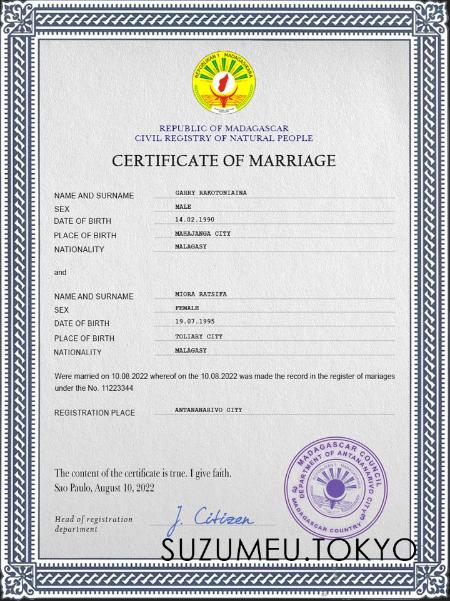 REPUBLIKAN'I MADAGASIKARA
REPUBLIC OF MADAGASCAR
CIVIL REGISTRY OF NATURAL PEOPLE
CERTIFICATE OF MARRIAGE
NAME AND SURNAME GARRY RAKOTONIAINA
SEX MALE
DATE OF BIRTH 14.02.1990
PLACE OF BIRTH MAHAJANGA CITY
NATIONALITY MALAGASY
and
NAME AND SURNAME MIORA RATSIFA
SEX FEMALE
DATE OF BIRTH 19.07.1995
PLACE OF BIRTH TOLIARY CITY
NATIONALITY MALAGASY
Were married on 10.08.2022 whereof on the 10.08.2022 was made the record in the register of mariages
under the No. 11223344
REGISTRATION PLACE ANTANANARIVO CITY
MADAGASCAR COUNCIL
DEPARTMENT OF ANTANANARIVO CITY
MADAGASCAR COUNTRY
The content of the certificate is true. I give faith.
Sao Paulo, August 10, 2022
Head of registration
department
J. Citizen
SUZUMEU.TOKYO